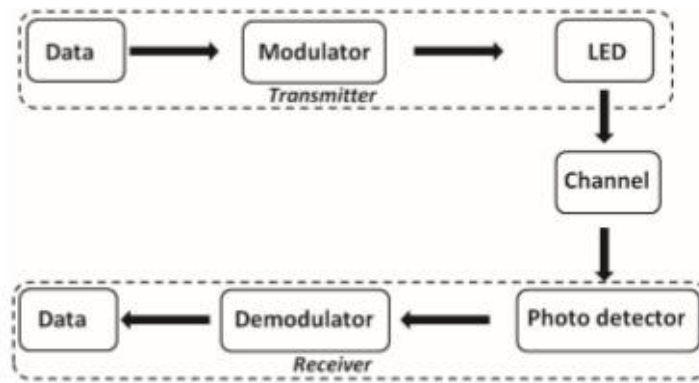 Data
Modulator
LED
Transmitter
Channel
Data
Demodulator
Photo detector
Receiver